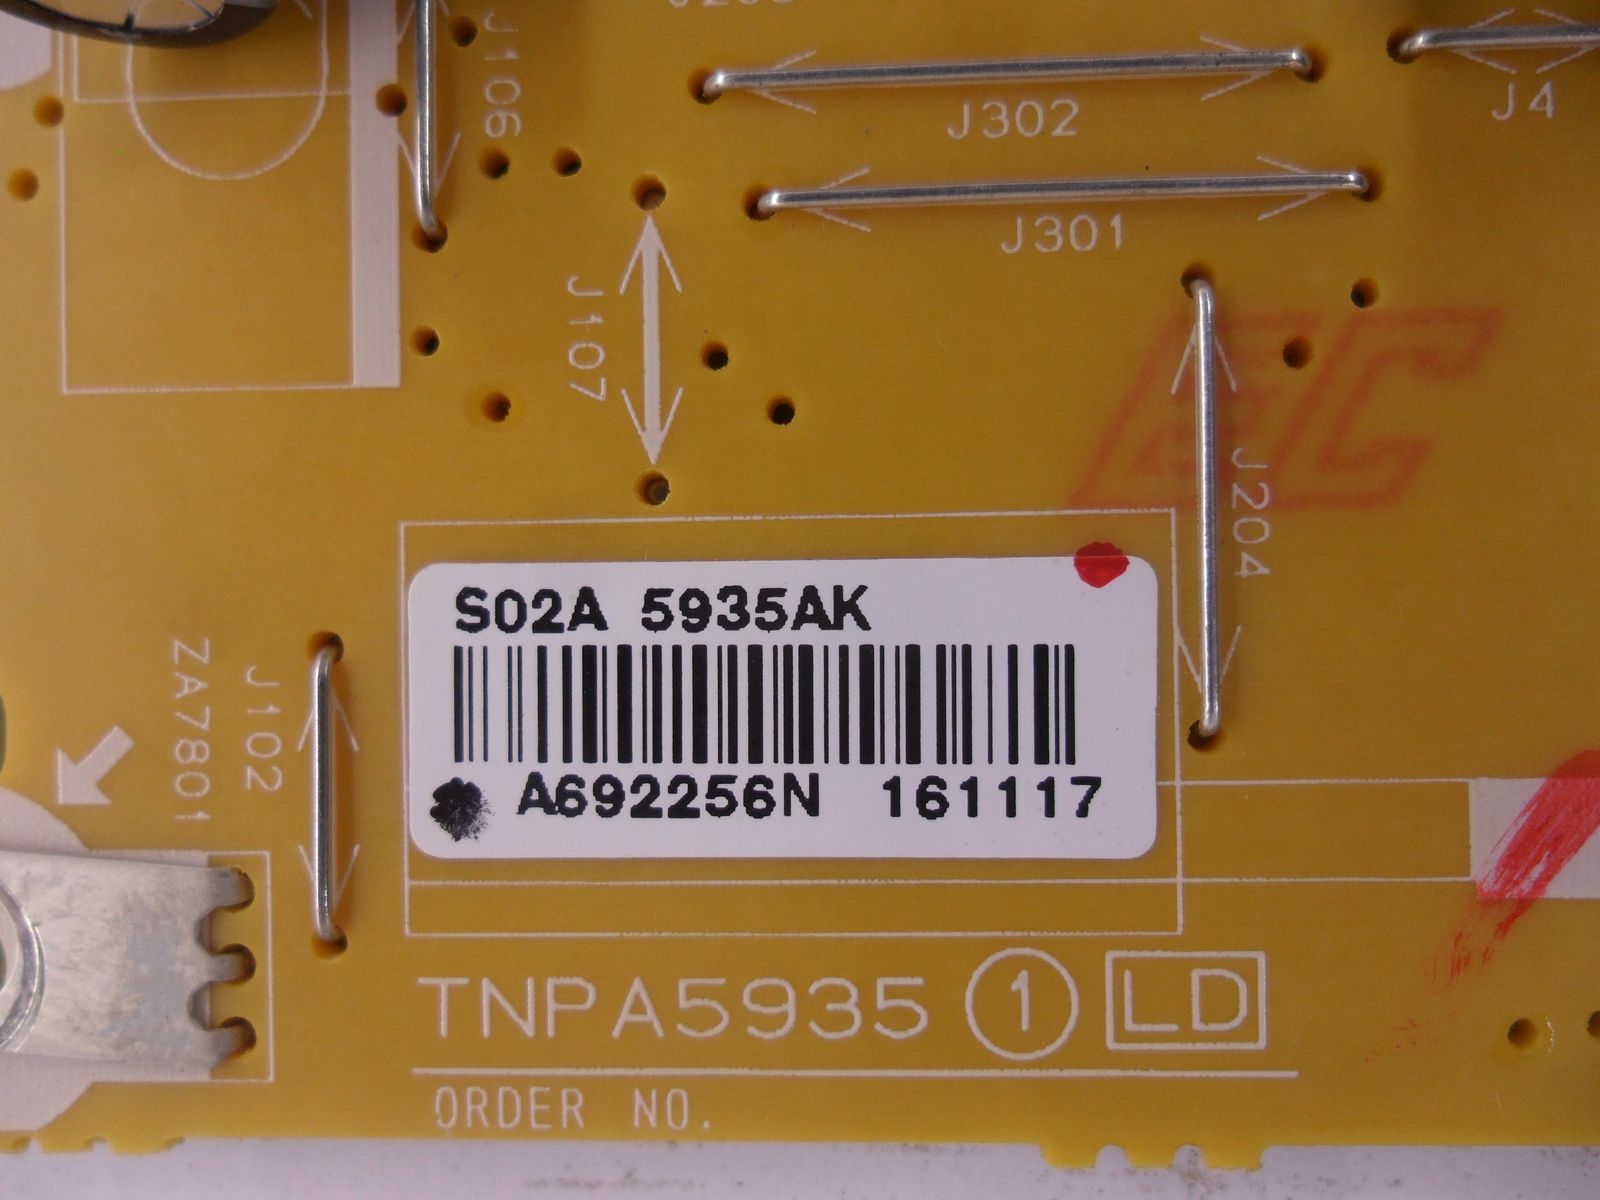 J106
J302
J4
J301
J107
J204
S02A 5935AK
A692256N 161117
ZA7801
J102
TNPA5935 1 LD
ORDER NO.